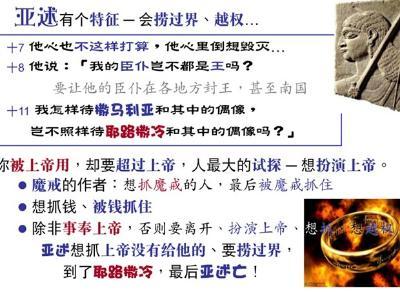 亚述有个特征－会捞过界、越权…
+7 他心也不这样打算，他心里倒想毁灭…
+8 他说：「我的臣仆岂不都是王吗？
要让他的臣仆在各地方封王，甚至南国
+11 我怎样待撒马利亚和其中的偶像，
岂不照样待耶路撒冷和其中的偶像吗？」
你被上帝用，却要超过上帝，人最大的试探－想扮演上帝。
魔戒的作者：想抓魔戒的人，最后被魔戒抓住
想抓钱、被钱抓住
除非事奉上帝，否则要离开、扮演上帝、想抓、想越权
亚述想抓上帝没有给他的、要捞过界，
到了耶路撒冷，最后亚述亡！